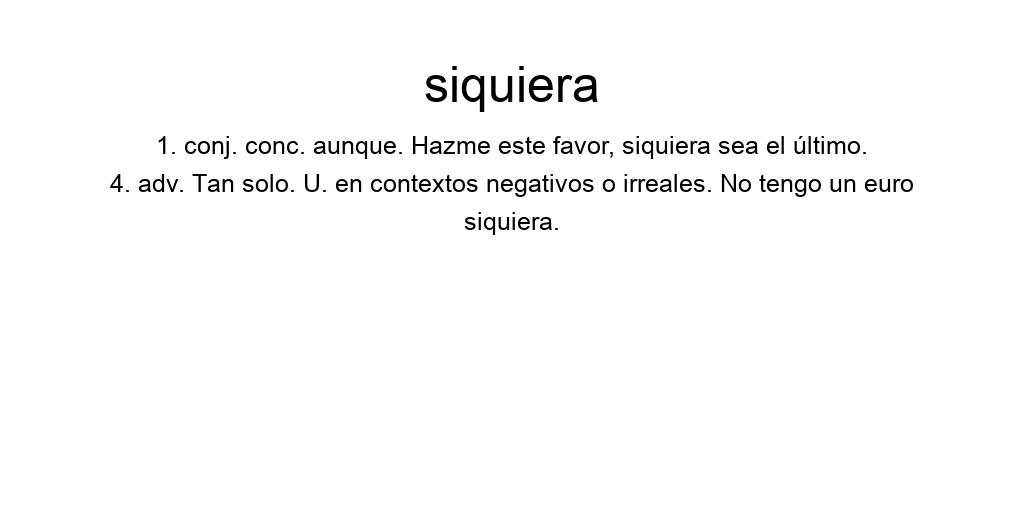 siquiera
1. conj. conc. aunque. Hazme este favor, siquiera sea el último.
4. adv. Tan solo. U. en contextos negativos o irreales. No tengo un euro
siquiera.